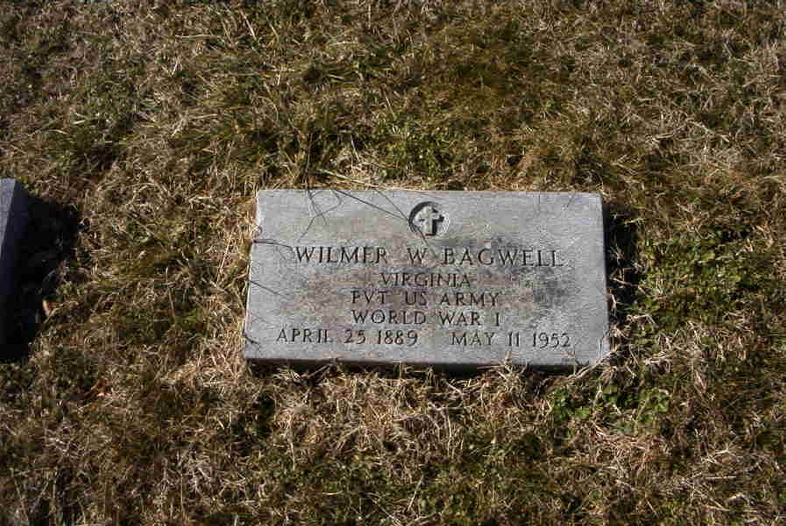 WILMER W BAGWELL
VIRGINIA
PVT US ARMY
WORLD WAR I
APRIL 25 1889 MAY 11 1952